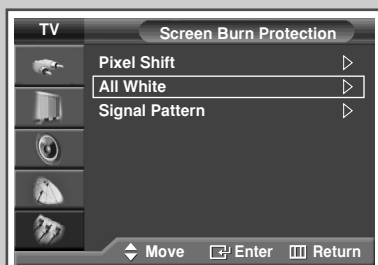 TV
Screen Burn Protection
Pixel Shift
All White
Signal Pattern
Move Enter Return